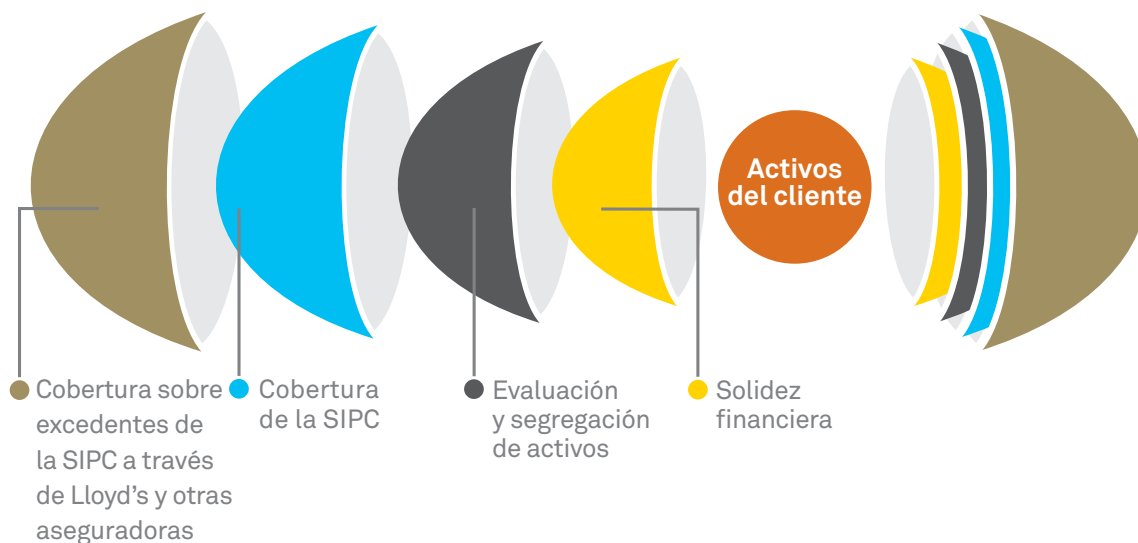 Activos
del cliente
Cobertura sobre
excedentes de
la SIPC a través
de Lloyd’s y otras
aseguradoras
Cobertura
de la SIPC
Evaluación
y segregación
de activos
Solidez
financiera